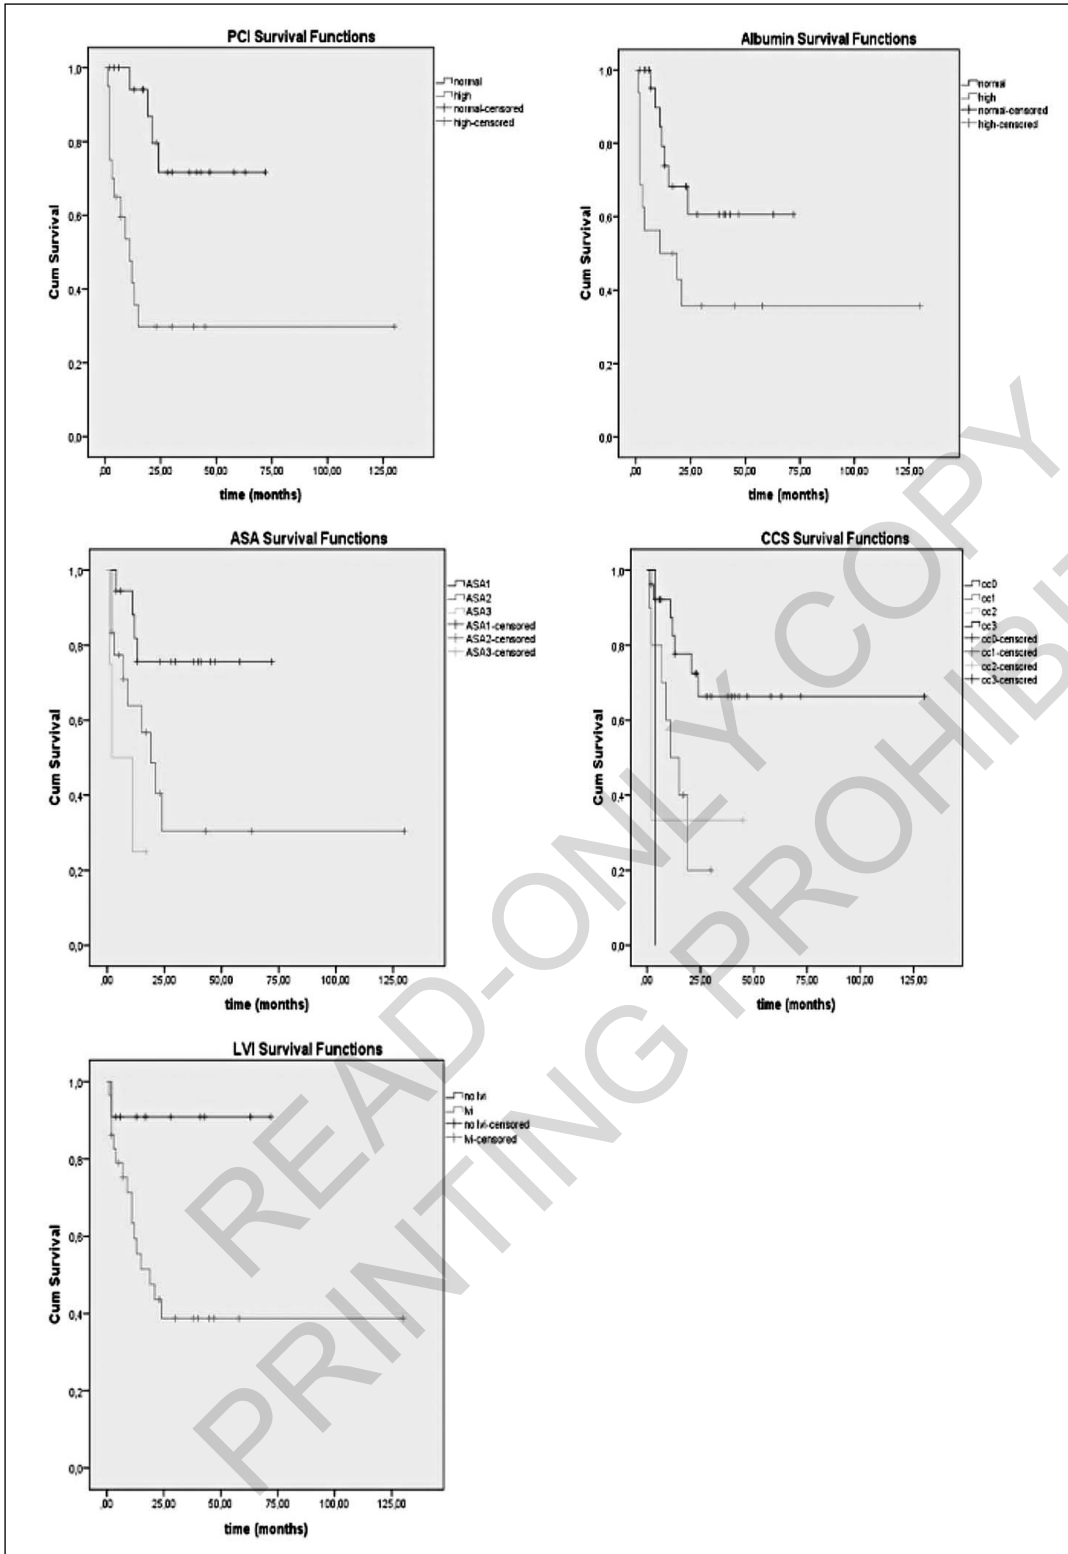 PCI Survival Functions
1,0
0,8
0,6
0,4
0,2
0,0
Cum Survival
,00 25,00 50,00 75,00 100,00 125,00
time (months)
normal
high
normal-censored
high-censored
Albumin Survival Functions
1,0
0,8
0,6
0,4
0,2
0,0
Cum Survival
,00 25,00 50,00 75,00 100,00 125,00
time (months)
normal
high
normal-censored
high-censored
ASA Survival Functions
1,0
0,8
0,6
0,4
0,2
0,0
Cum Survival
,00 25,00 50,00 75,00 100,00 125,00
time (months)
ASA1
ASA2
ASA3
ASA1-censored
ASA2-censored
ASA3-censored
CCS Survival Functions
1,0
0,8
0,6
0,4
0,2
0,0
Cum Survival
,00 25,00 50,00 75,00 100,00 125,00
time (months)
cc0
cc1
cc2
cc3
cc0-censored
cc1-censored
cc2-censored
cc3-censored
LVI Survival Functions
1,0
0,8
0,6
0,4
0,2
0,0
Cum Survival
,00 25,00 50,00 75,00 100,00 125,00
time (months)
no lvi
lvi
no lvi-censored
lvi-censored
READ-ONLY COPY
PRINTING PROHIBIT